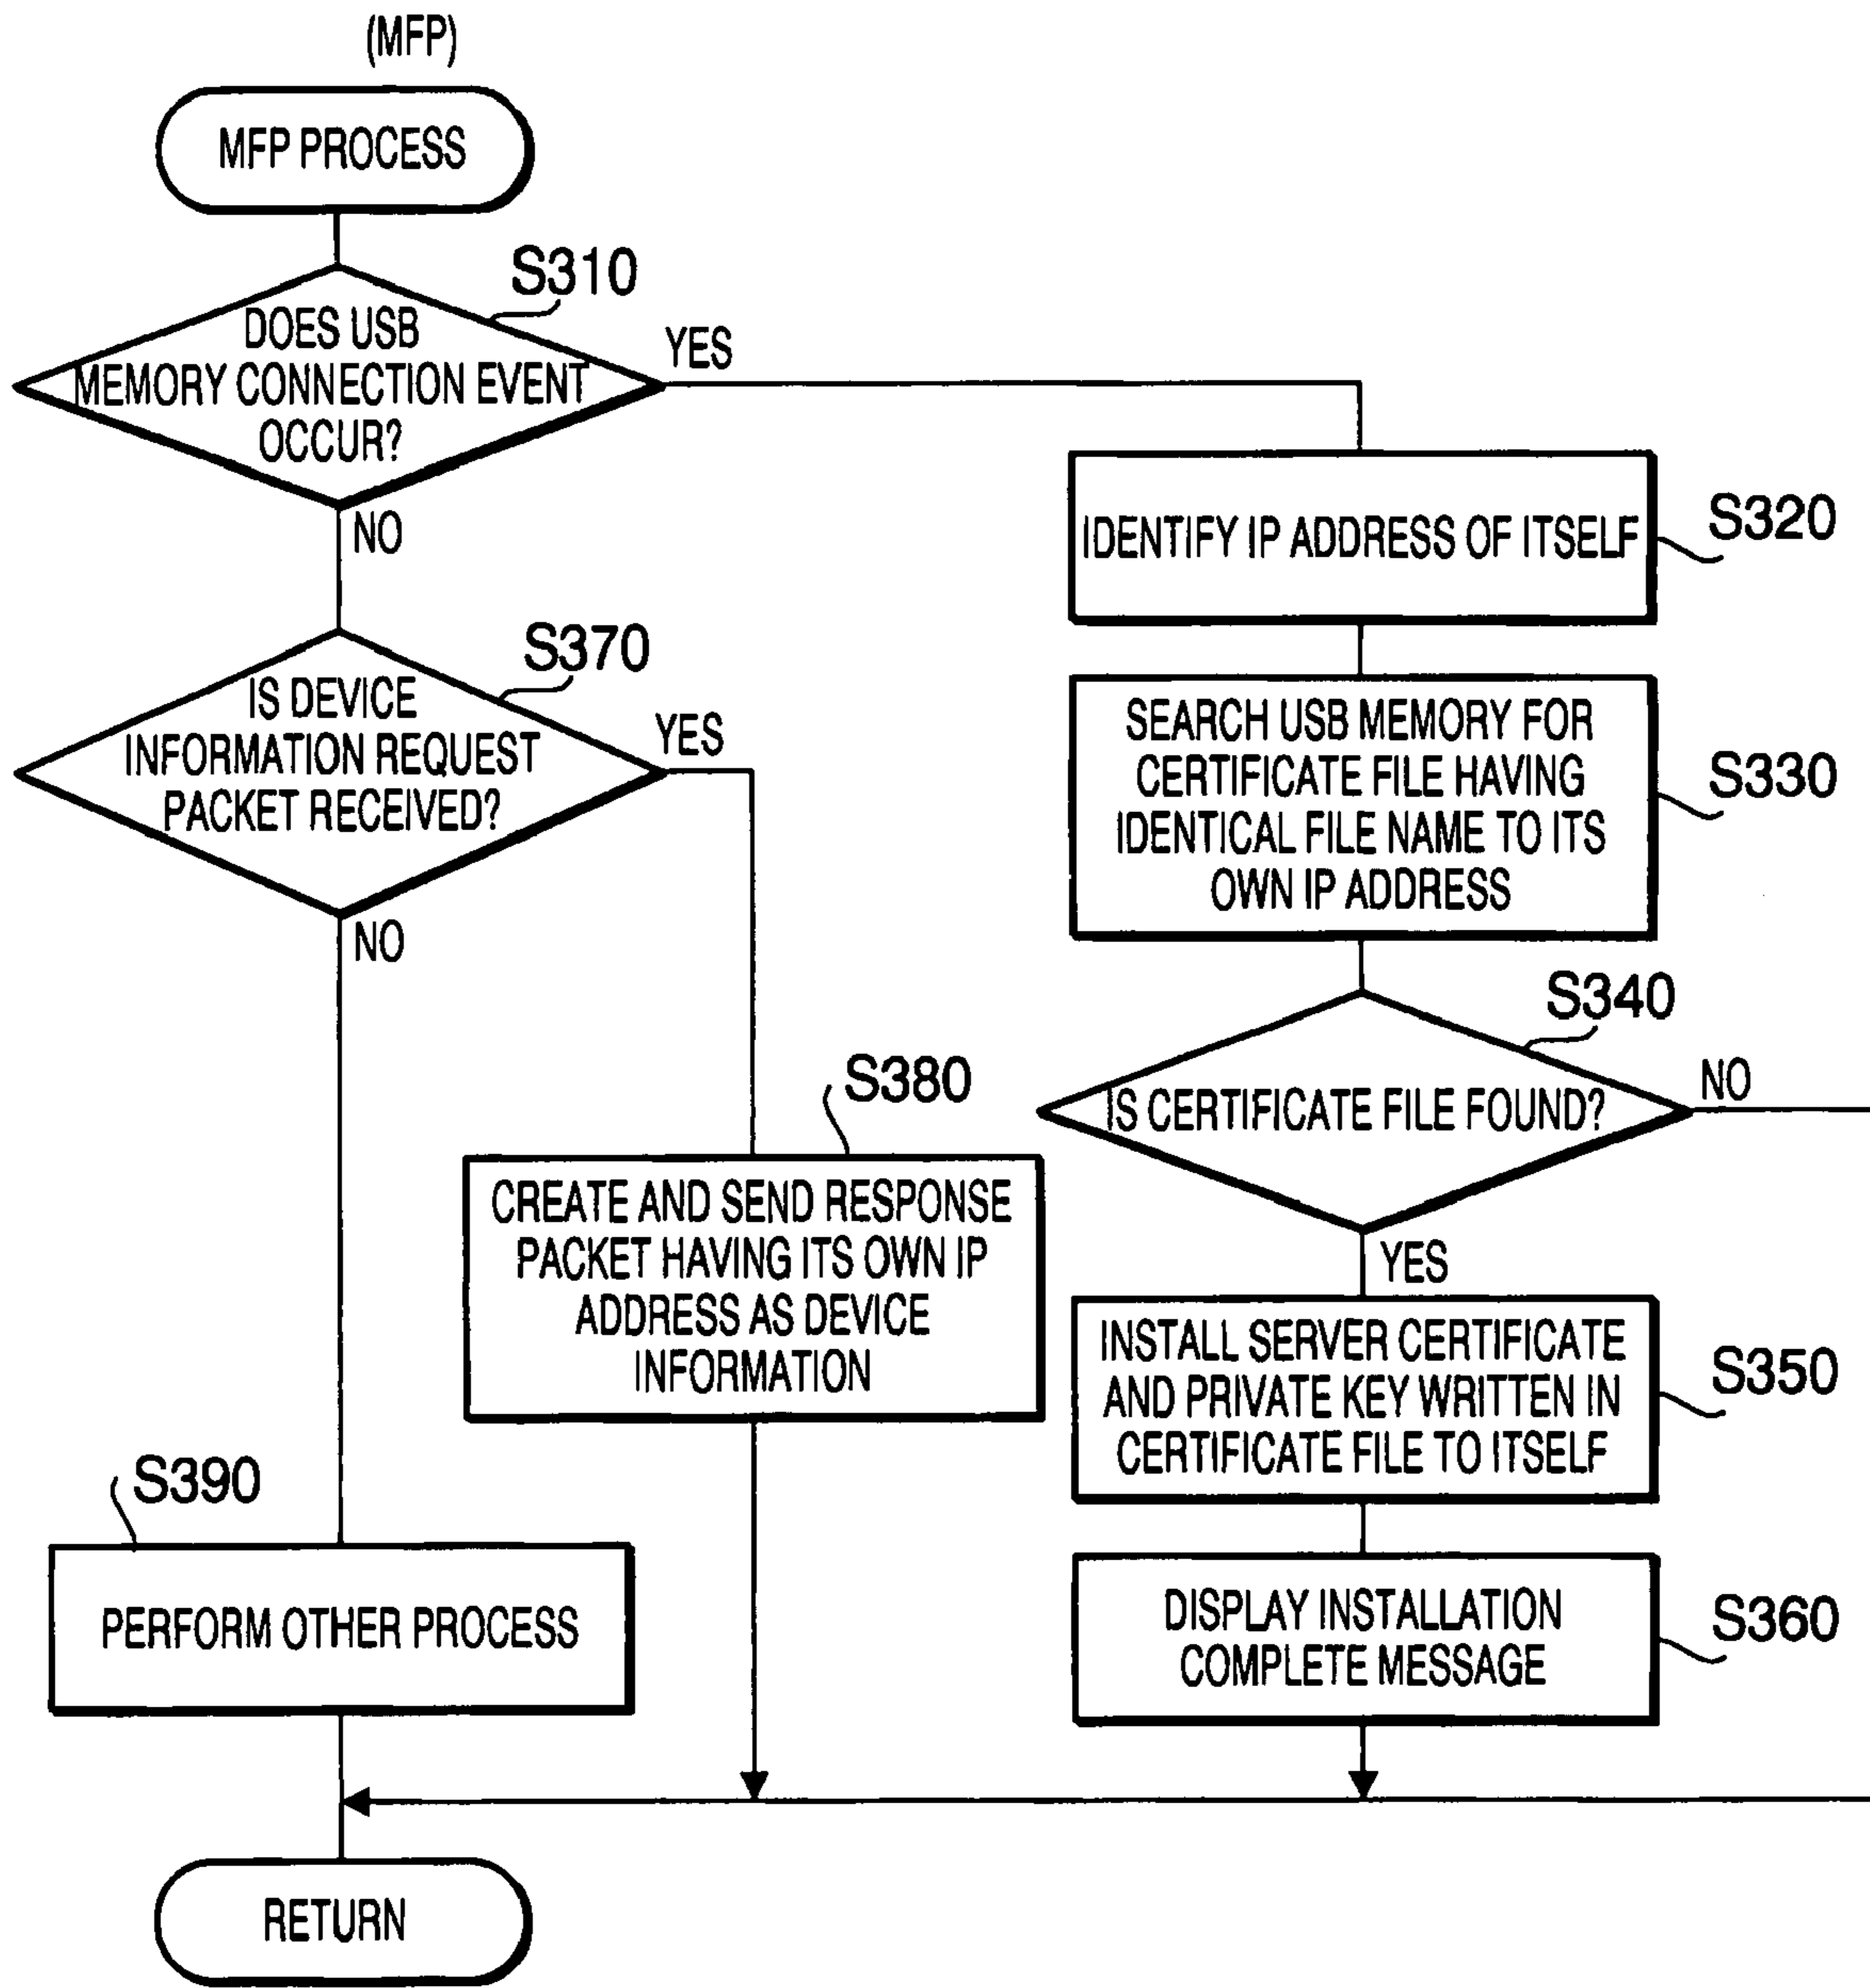 (MFP)
MFP PROCESS
S310
DOES USB
MEMORY CONNECTION EVENT
OCCUR?
YES
NO
S320
IDENTIFY IP ADDRESS OF ITSELF
S370
IS DEVICE
INFORMATION REQUEST
PACKET RECEIVED?
YES
NO
SEARCH USB MEMORY FOR
CERTIFICATE FILE HAVING
IDENTICAL FILE NAME TO ITS
OWN IP ADDRESS
S330
S340
IS CERTIFICATE FILE FOUND?
NO
YES
S380
CREATE AND SEND RESPONSE
PACKET HAVING ITS OWN IP
ADDRESS AS DEVICE
INFORMATION
INSTALL SERVER CERTIFICATE
AND PRIVATE KEY WRITTEN IN
CERTIFICATE FILE TO ITSELF
S350
S390
PERFORM OTHER PROCESS
DISPLAY INSTALLATION
COMPLETE MESSAGE
S360
RETURN